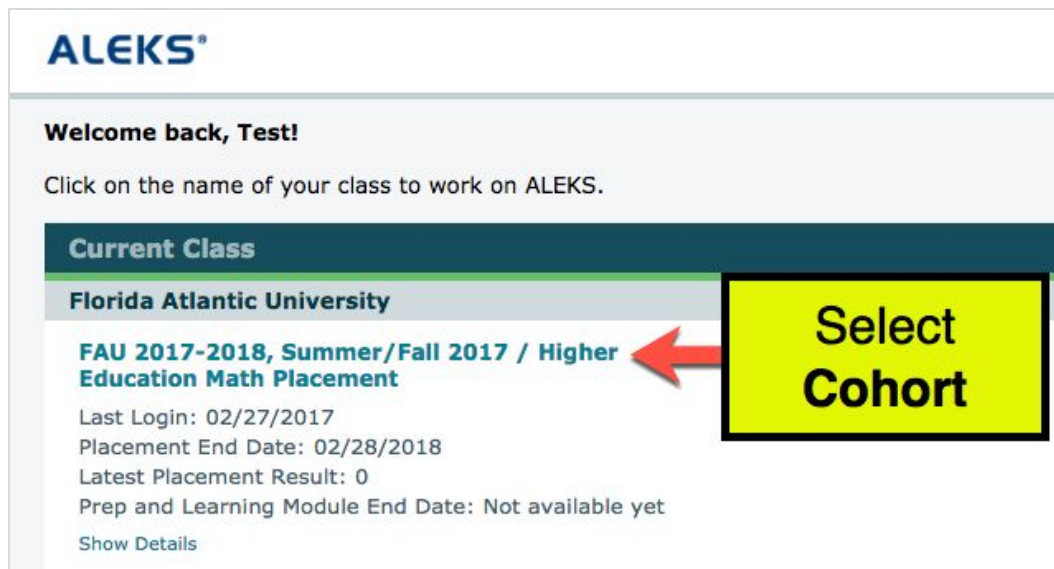 ALEKS®
Welcome back, Test!
Click on the name of your class to work on ALEKS.
Current Class
Florida Atlantic University
FAU 2017-2018, Summer/Fall 2017 / Higher
Education Math Placement
Select
Cohort
Last Login: 02/27/2017
Placement End Date: 02/28/2018
Latest Placement Result: 0
Prep and Learning Module End Date: Not available yet
Show Details